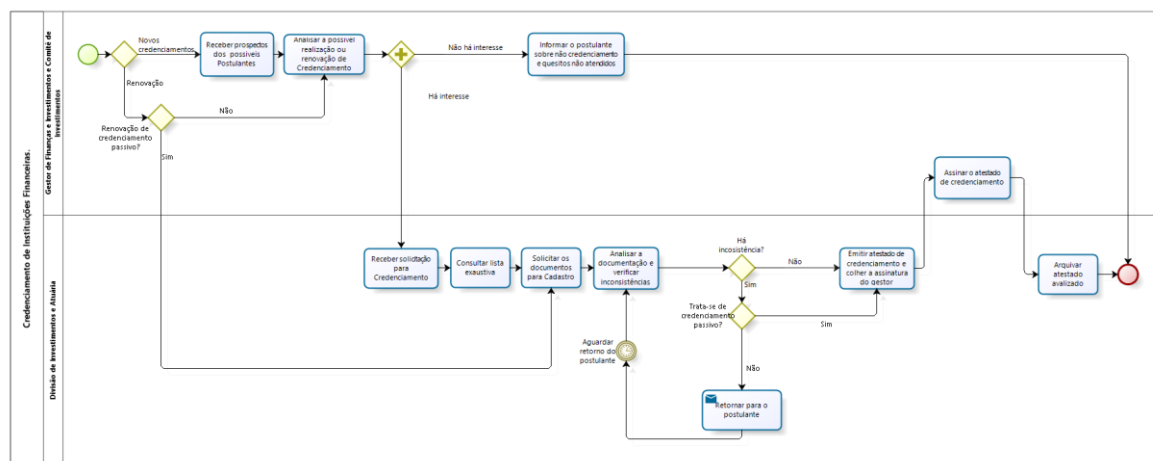 Credenciamento de Instituições Financeiras.
Gestor de Finanças e Investimentos e Comitê de
Investimentos
Novos
credenciamentos
Receber prospectos
dos possíveis
Postulantes
Analisar a possível
realização ou
renovação de
Credenciamento
Não há interesse
Informar o postulante
sobre não credenciamento
e quesitos não atendidos
Renovação
Há interesse
Não
Renovação de
credenciamento
passivo?
Sim
Assinar o atestado
de credenciamento
Divisão de Investimentos e Atuária
Receber solicitação
para
Credenciamento
Consultar lista
exaustiva
Solicitar os
documentos
para Cadastro
Analisar a
documentação e
verificar
inconsistências
Há
incosistência?
Não
Emitir atestado de
credenciamento e
colher a assinatura
do gestor
Arquivar
atestado
avalizado
Sim
Trata-se de
credenciamento
passivo?
Sim
Aguardar
retorno do
postulante
Não
Retornar para o
postulante